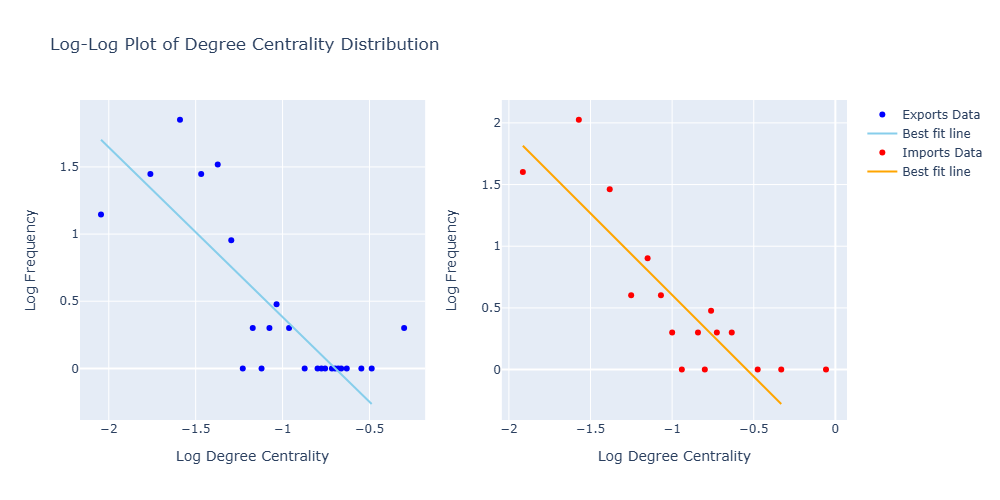 Log-Log Plot of Degree Centrality Distribution
Exports Data
Best fit line
Imports Data
Best fit line
Log Frequency
1.5
1
0.5
0
−2
−1.5
−1
−0.5
Log Degree Centrality
Log Frequency
2
1.5
1
0.5
0
−2
−1.5
−1
−0.5
0
Log Degree Centrality